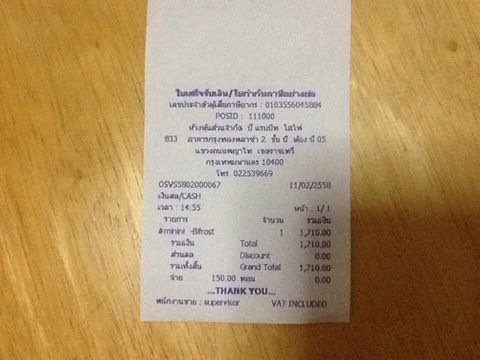 ใบเสร็จรับเงิน/ใบกำกับภาษีอย่างย่อ
เลขประจำตัวผู้เสียภาษีอากร : 0103556045884
POSID : 111000
ห้างหุ้นส่วนจำกัด บี แรบบิท ไฮไฟ
833 อาคารกรุงทองพลาซ่า 2 ชั้น บี ห้อง บี 05
แขวงถนนพญาไท เขตราชเทวี
กรุงเทพมหานคร 10400
โทร. 022539669
OSVS5802000067 11/02/2558
เงินสด/CASH
เวลา : 14:55 หน้า : 1/ 1
รายการ จำนวน รวมเงิน
#minini -Bifrost 1 1,710.00
รวมเงิน Total 1,710.00
ส่วนลด Discount 0.00
รวมทั้งสิ้น Grand Total 1,710.00
จ่าย 150.00 ทอน 0.00
...THANK YOU...
พนักงานขาย : supervisor VAT INCLUDED